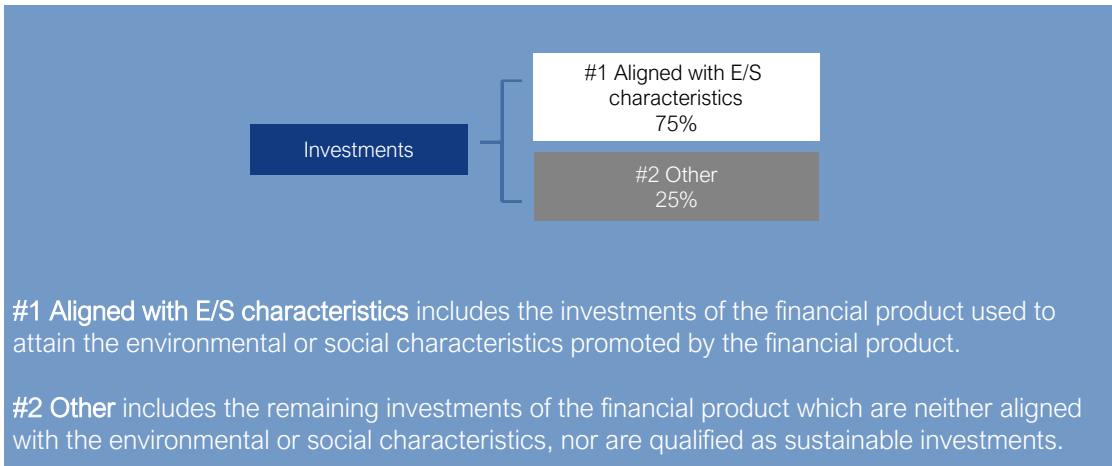 #1 Aligned with E/S
characteristics
75%
Investments
#2 Other
25%
#1 Aligned with E/S characteristics includes the investments of the financial product used to
attain the environmental or social characteristics promoted by the financial product.
#2 Other includes the remaining investments of the financial product which are neither aligned
with the environmental or social characteristics, nor are qualified as sustainable investments.